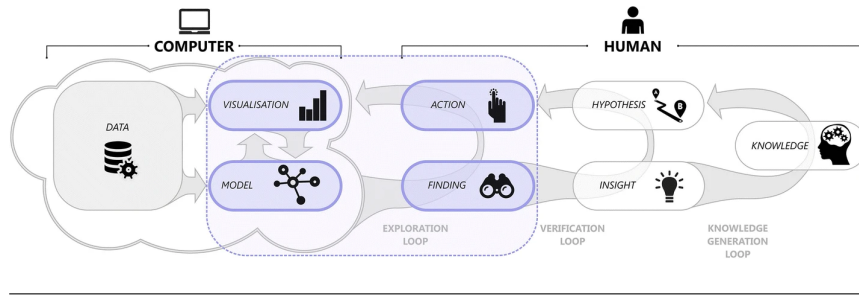 COMPUTER
HUMAN
VISUALISATION
ACTION
HYPOTHESIS
A
B
DATA
KNOWLEDGE
MODEL
FINDING
INSIGHT
EXPLORATION
LOOP
VERIFICATION
LOOP
KNOWLEDGE
GENERATION
LOOP